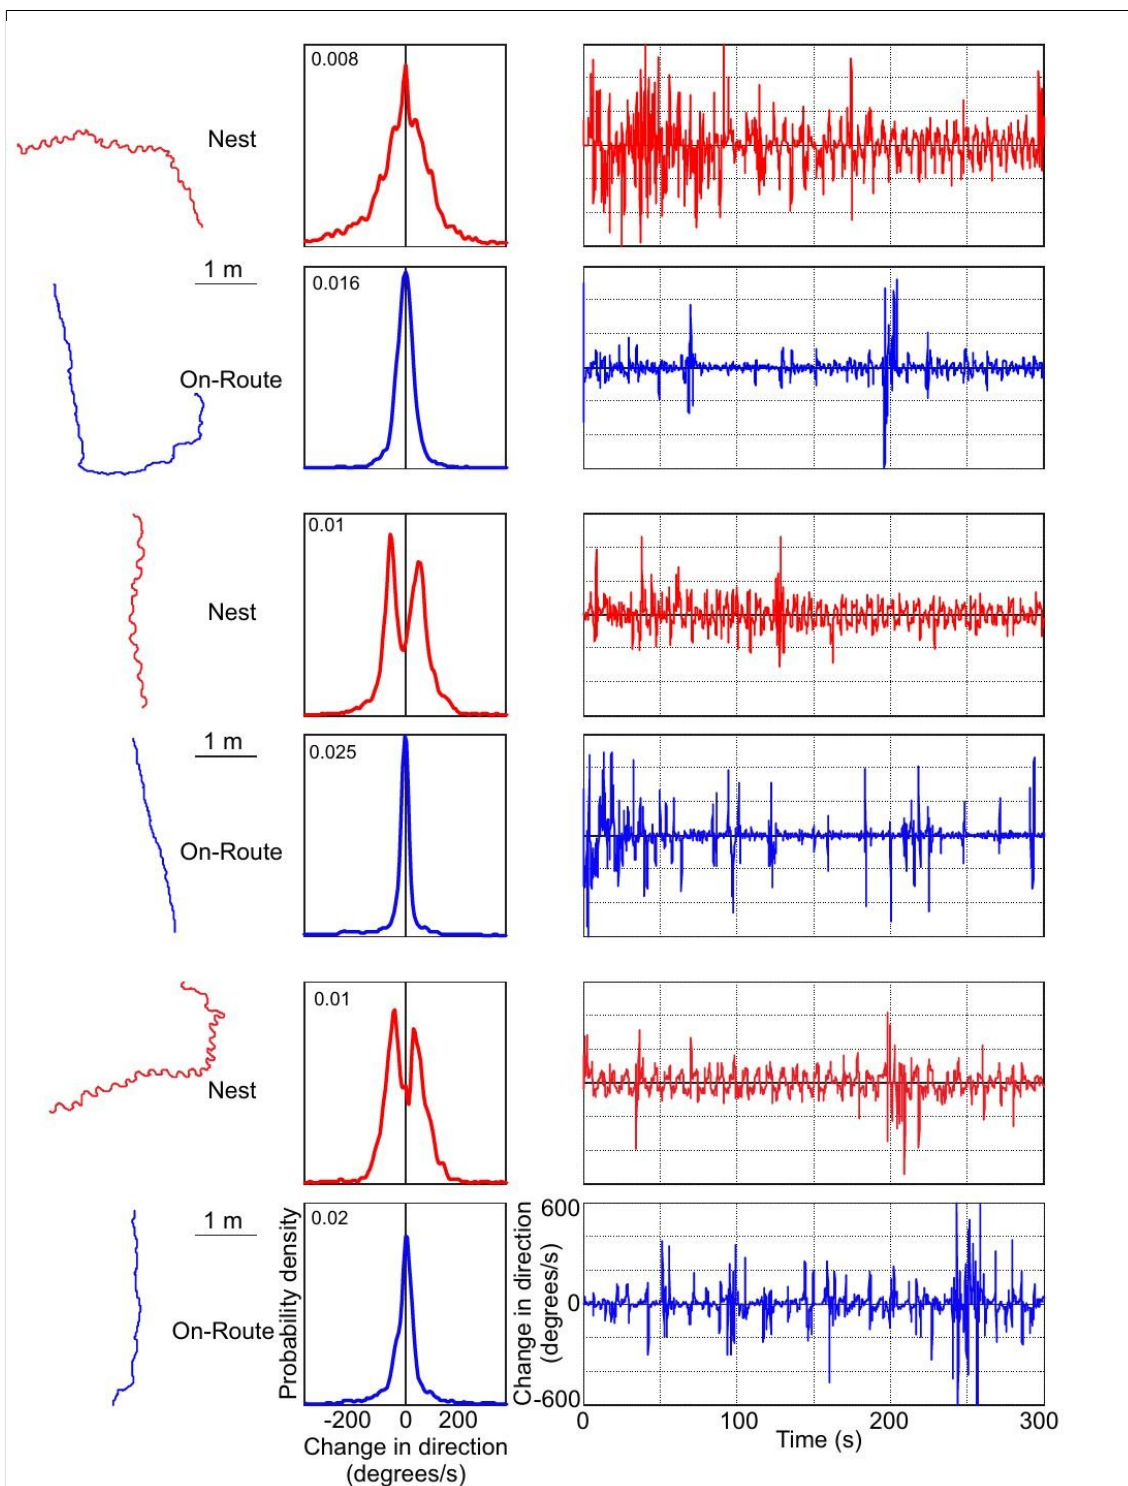 0.008
Nest
1 m
0.016
On-Route
0.01
Nest
1 m
0.025
On-Route
0.01
Nest
1 m
0.02
On-Route
Probability density
-200 0 200
Change in direction
(degrees/s)
Change in direction
(degrees/s)
600
0
-600
0 100 200 300
Time (s)